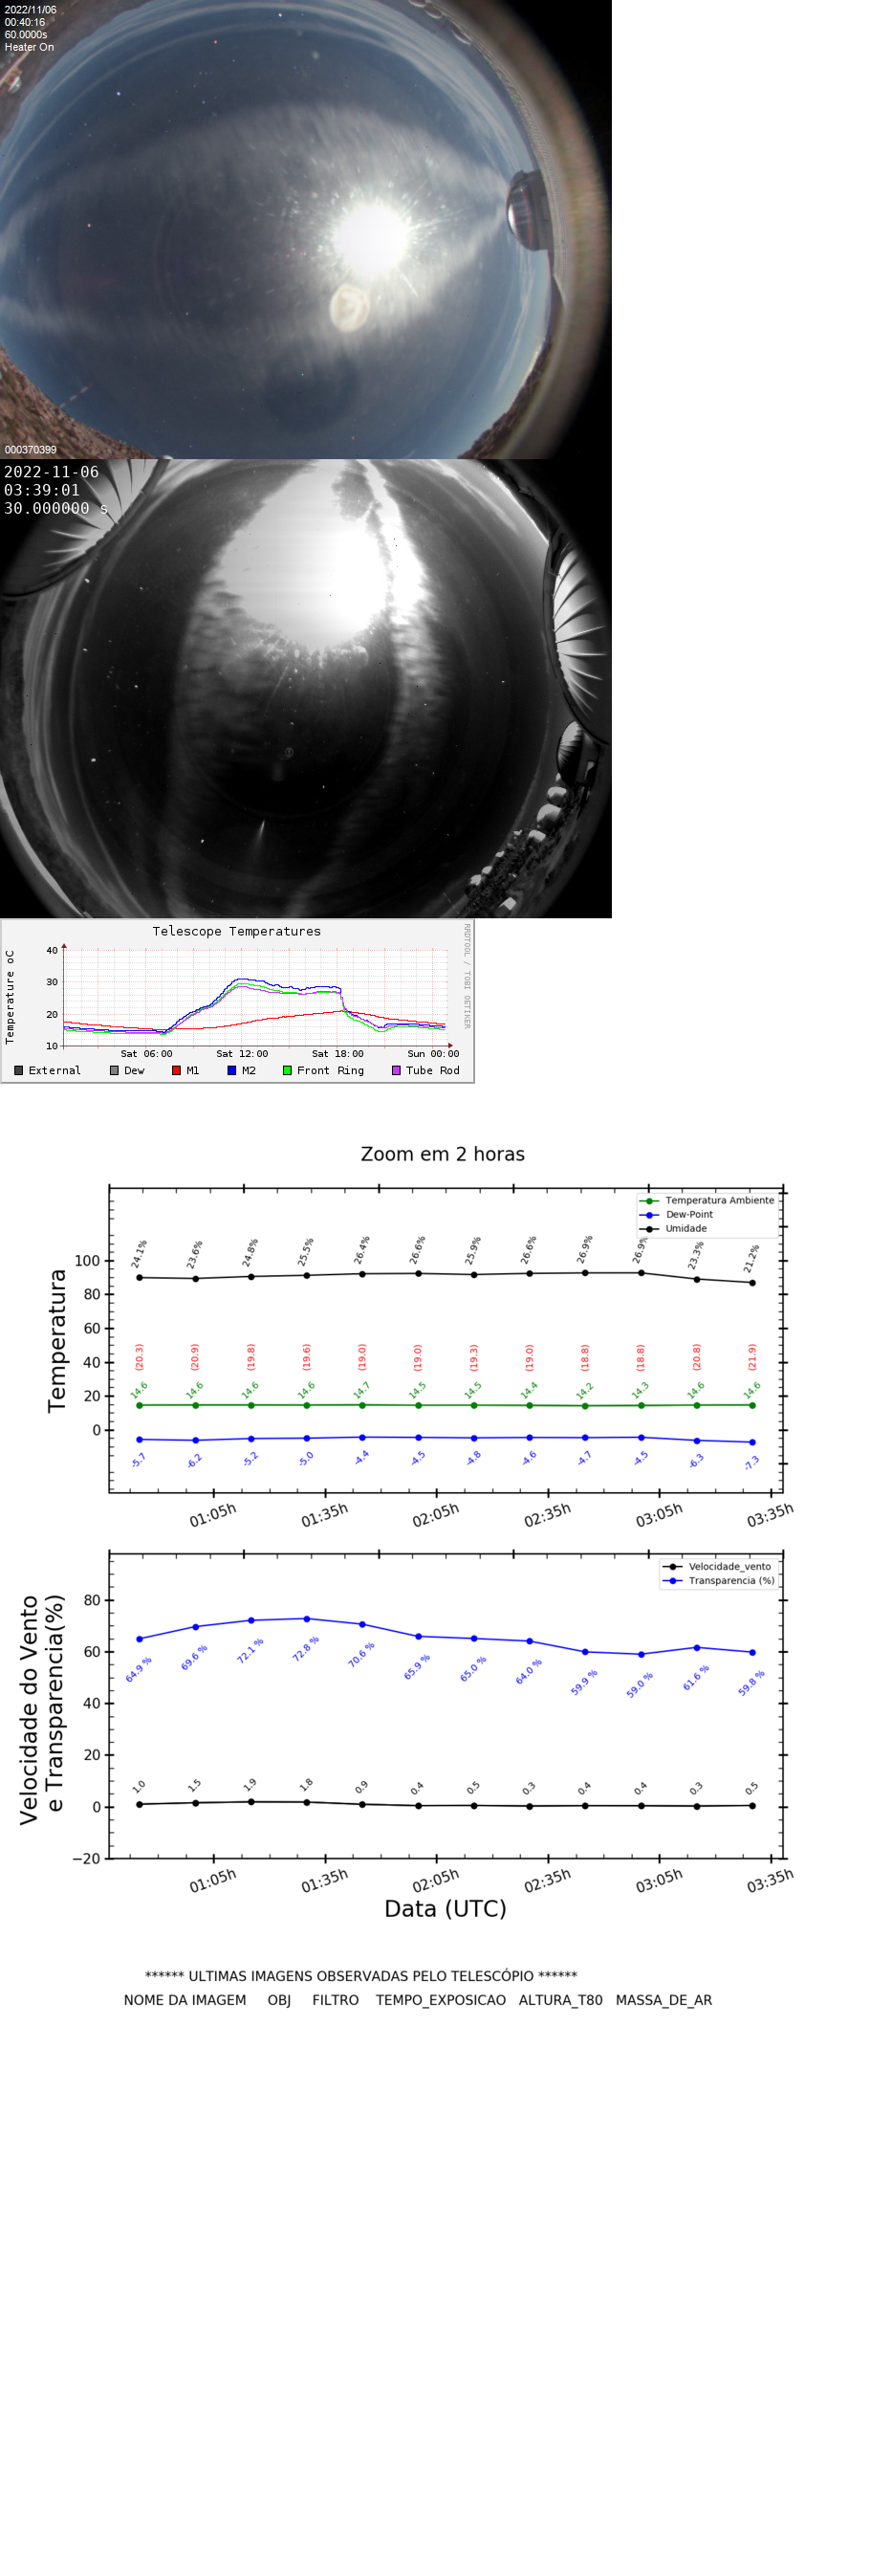 2022/11/06
00:40:16
60.0000s
Heater On
000370399
2022-11-06
03:39:01
30.000000 s
Telescope Temperatures
RRDTOOL / TOBI OETIKER
Temperature oC
40
30
20
10
Sat 06:00 Sat 12:00 Sat 18:00 Sun 00:00
External Dew M1 M2 Front Ring Tube Rod
Zoom em 2 horas
Temperatura Ambiente
Dew-Point
Umidade
Temperatura
100
80
60
40
20
0
24.1% 23.6% 24.8% 25.5% 26.4% 26.6% 25.9% 26.6% 26.9% 26.9% 23.3% 21.2%
(20.3) (20.9) (19.8) (19.6) (19.0) (19.0) (19.3) (19.0) (18.8) (18.8) (20.8) (21.9)
14.6 14.6 14.6 14.6 14.7 14.5 14.5 14.4 14.2 14.3 14.6 14.6
-5.7 -6.2 -5.2 -5.0 -4.4 -4.5 -4.8 -4.6 -4.7 -4.5 -6.3 -7.3
01:05h 01:35h 02:05h 02:35h 03:05h 03:35h
Velocidade_vento
Transparencia (%)
Velocidade do Vento
e Transparencia(%)
80
60
40
20
0
−20
64.9 % 69.6 % 72.1 % 72.8 % 70.6 % 65.9 % 65.0 % 64.0 % 59.9 % 59.0 % 61.6 % 59.8 %
1.0 1.5 1.9 1.8 0.9 0.4 0.5 0.3 0.4 0.4 0.3 0.5
01:05h 01:35h 02:05h 02:35h 03:05h 03:35h
Data (UTC)
****** ULTIMAS IMAGENS OBSERVADAS PELO TELESCÓPIO ******
NOME DA IMAGEM OBJ FILTRO TEMPO_EXPOSICAO ALTURA_T80 MASSA_DE_AR